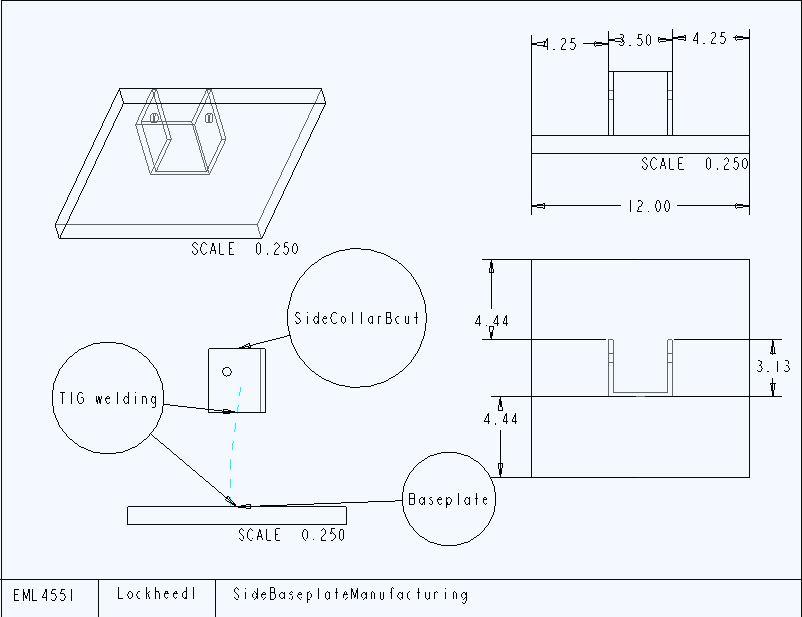 4.25 3.50 4.25
SCALE 0.250
12.00
SCALE 0.250
SideCollarBcut
4.44
3.13
TIG welding
4.44
Baseplate
SCALE 0.250
EML4551 Lockheed1 SideBaseplateManufacturing